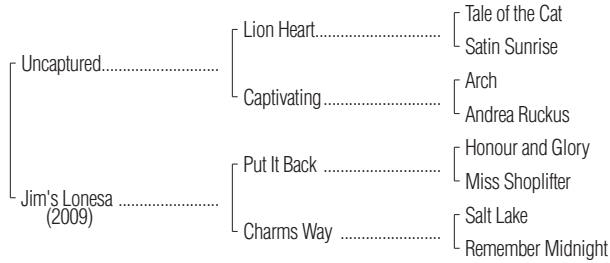 Tale of the Cat
Lion Heart
Satin Sunrise
Uncaptured
Arch
Captivating
Andrea Ruckus
Honour and Glory
Put It Back
Miss Shoplifter
Jim's Lonesa
(2009)
Salt Lake
Charms Way
Remember Midnight